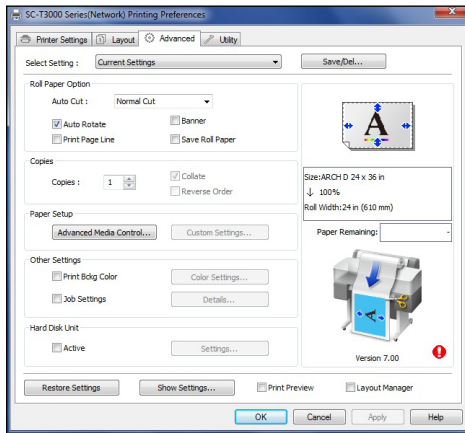 SC-T3000 Series(Network) Printing Preferences
Printer Settings
Layout
Advanced
Utility
Select Setting :
Current Settings
Save/Del...
Roll Paper Option
Auto Cut :
Normal Cut
Auto Rotate
Banner
Print Page Line
Save Roll Paper
Copies
Copies :
1
Collate
Reverse Order
Paper Setup
Advanced Media Control...
Custom Settings...
Other Settings
Print Bckg Color
Color Settings...
Job Settings
Details...
Hard Disk Unit
Active
Settings...
A
Size:ARCH D 24 x 36 in
↓ 100%
Roll Width:24 in (610 mm)
Paper Remaining:
-
A
Version 7.00
Restore Settings
Show Settings...
Print Preview
Layout Manager
OK
Cancel
Apply
Help